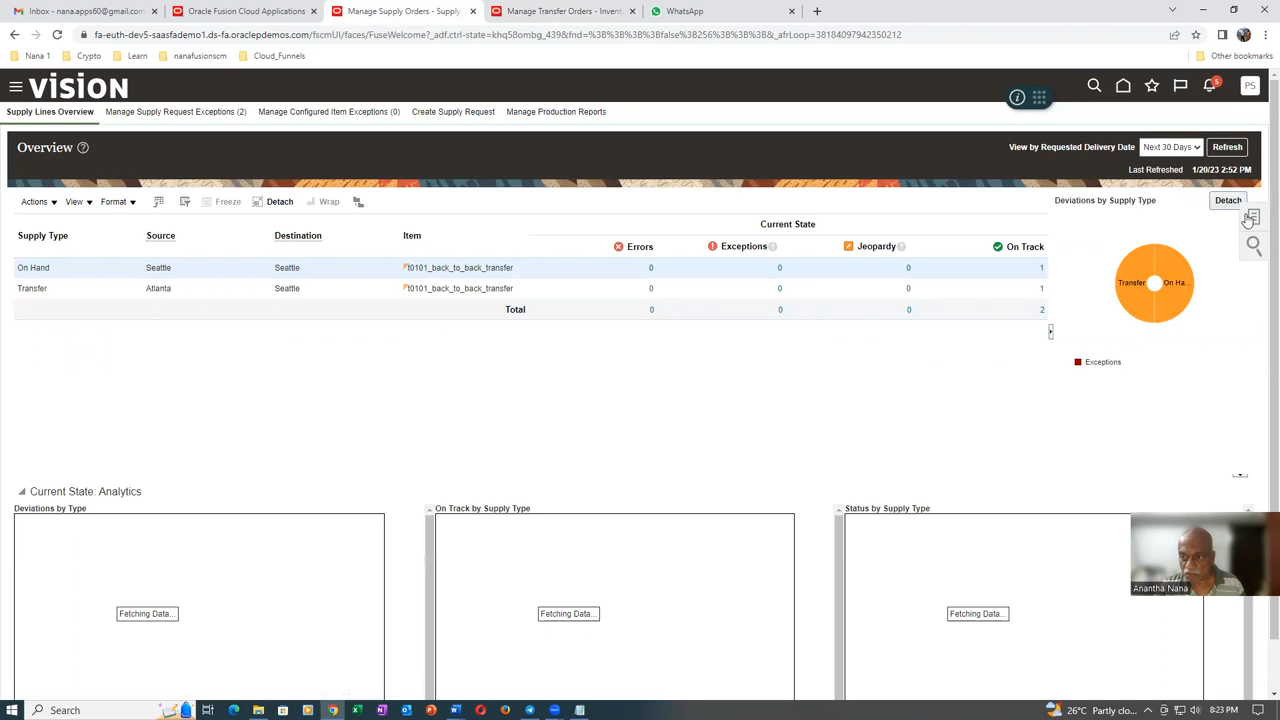 Inbox - nana.apps60@gmail.com
Oracle Fusion Cloud Applications
Manage Supply Orders - Supply
Manage Transfer Orders - Invent
WhatsApp
fa-euth-dev5-saasfademo1.ds-fa.oraclepdemos.com/fscmUI/faces/FuseWelcome?_adf.ctrl-state=khq58ombg_439&fnd=%3B%3B%3B%3Bfalse%3B256%3B%3B%3B&_afrLoop=38184097942350212
Nana 1
Crypto
Learn
nanafusionscm
Cloud_Funnels
Other bookmarks
VISION
5
PS
Supply Lines Overview
Manage Supply Request Exceptions (2)
Manage Configured Item Exceptions (0)
Create Supply Request
Manage Production Reports
Overview
View by Requested Delivery Date
Next 30 Days
Refresh
Last Refreshed 1/20/23 2:52 PM
Actions
View
Format
Freeze
Detach
Wrap
Deviations by Supply Type
Detach
Current State
Supply Type
Source
Destination
Item
Errors
Exceptions
Jeopardy
On Track
On Hand Seattle Seattle t0101_back_to_back_transfer 0 0 0 1
Transfer Atlanta Seattle t0101_back_to_back_transfer 0 0 0 1
Total 0 0 0 2
Transfer
On Ha...
Exceptions
Current State: Analytics
Deviations by Type
On Track by Supply Type
Status by Supply Type
Fetching Data...
Fetching Data...
Fetching Data...
Anantha Nana
Search
26°C Partly clo...
8:23 PM